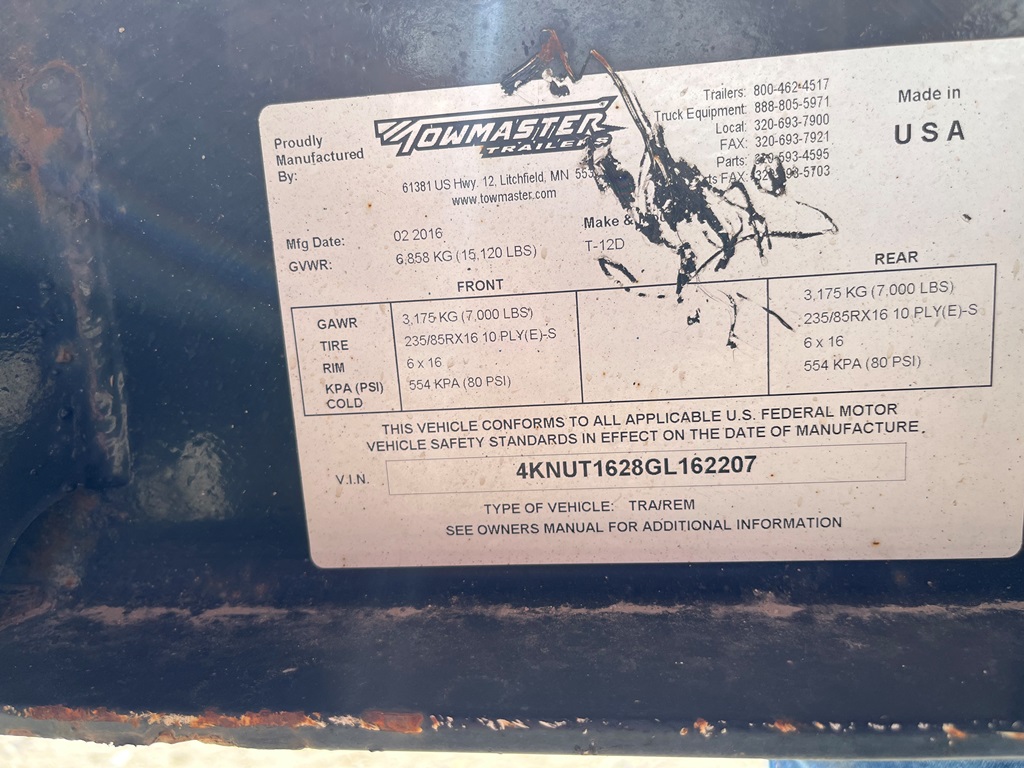 Proudly
Manufactured
By:
TOWMASTER
TRAILERS
61381 US Hwy. 12, Litchfield, MN
www.towmaster.com
Trailers: 800-462-4517
Truck Equipment: 888-805-5971
Local: 320-693-7900
FAX: 320-693-7921
Parts:
FAX:
Made in
USA
Mfg Date: 02 2016
GVWR: 6,858 KG (15,120 LBS)
Make &
T-12D
FRONT
REAR
GAWR 3,175 KG (7,000 LBS) 3,175 KG (7,000 LBS)
TIRE 235/85RX16 10 PLY(E)-S 235/85RX16 10 PLY(E)-S
RIM 6 x 16 6 x 16
KPA (PSI) 554 KPA (80 PSI) 554 KPA (80 PSI)
COLD
THIS VEHICLE CONFORMS TO ALL APPLICABLE U.S. FEDERAL MOTOR
VEHICLE SAFETY STANDARDS IN EFFECT ON THE DATE OF MANUFACTURE.
V.I.N. 4KNUT1628GL162207
TYPE OF VEHICLE: TRA/REM
SEE OWNERS MANUAL FOR ADDITIONAL INFORMATION